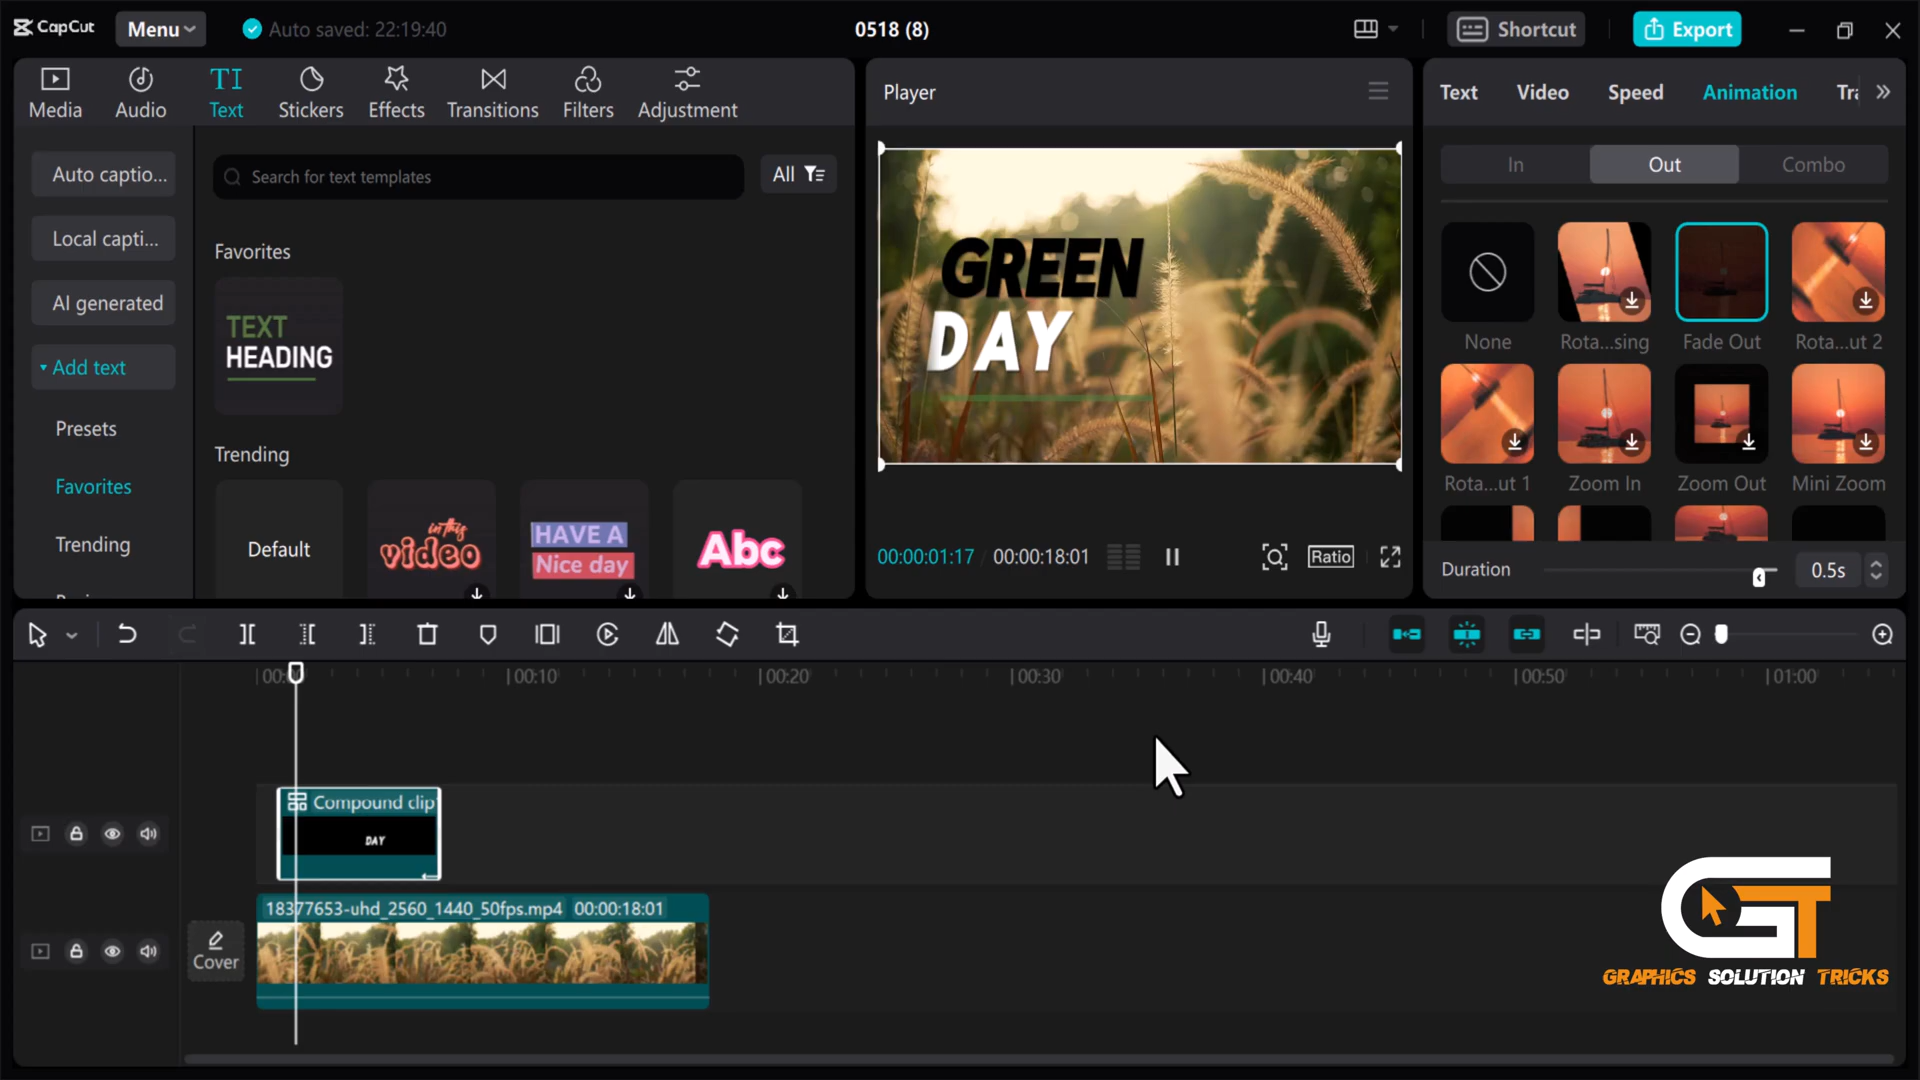 CapCut
Menu
Auto saved: 22:19:40
0518 (8)
Shortcut
Export
Media
Audio
TI
Text
Stickers
Effects
Transitions
Filters
Adjustment
Auto captio...
Local capti...
AI generated
Add text
Presets
Favorites
Trending
Search for text templates
All
Favorites
TEXT
HEADING
Trending
Default
in this
video
HAVE A
Nice day
Abc
Player
GREEN
DAY
00:00:01:17 / 00:00:18:01
Ratio
Text
Video
Speed
Animation
In
Out
Combo
None
Rota...sing
Fade Out
Rota...ut 2
Rota...ut 1
Zoom In
Zoom Out
Mini Zoom
Duration
0.5s
00:10
00:20
00:30
00:40
00:50
01:00
Compound clip
DAY
Cover
18377653-uhd_2560_1440_50fps.mp4 00:00:18:01
GT
GRAPHICS SOLUTION TRICKS